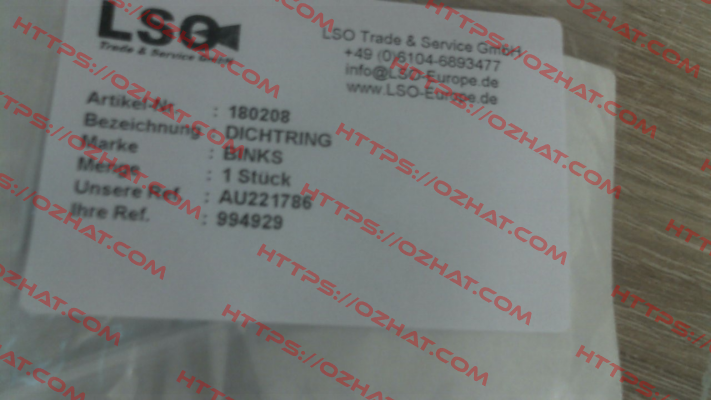 LSO
Trade & Service GmbH
LSO Trade & Service GmbH
+49 (0)6104-6893477
info@LSO-Europe.de
www.LSO-Europe.de
Artikel-Nr. : 180208
Bezeichnung : DICHTRING
Marke : BINKS
Menge : 1 Stück
Unsere Ref. : AU221786
Ihre Ref. : 994929
HTTPS://OZHAT.COM